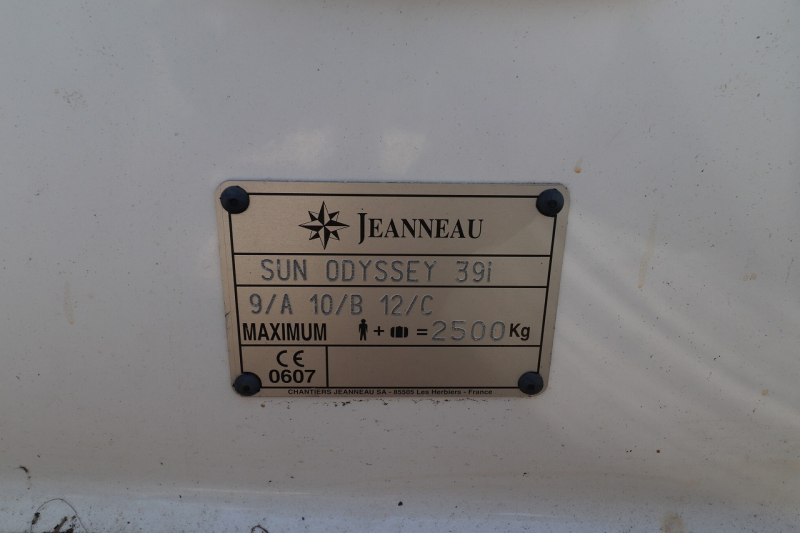 JEANNEAU
SUN ODYSSEY 39i
9/A 10/B 12/C
MAXIMUM + = 2500 Kg
CE
0607
CHANTIERS JEANNEAU SA - 85505 Les Herbiers - France